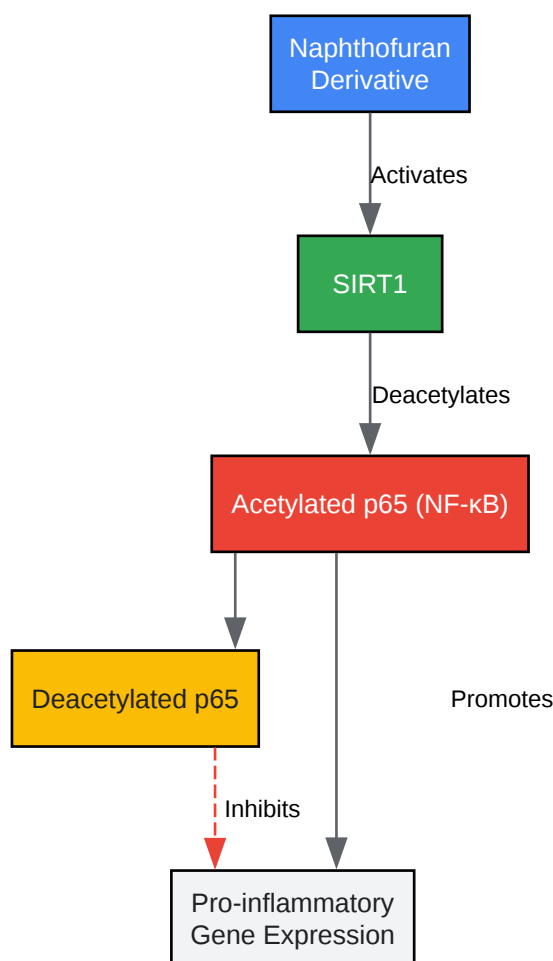 Naphthofuran
Derivative
Activates
SIRT1
Deacetylates
Acetylated p65 (NF-κB)
Deacetylated p65
Promotes
Inhibits
Pro-inflammatory
Gene Expression